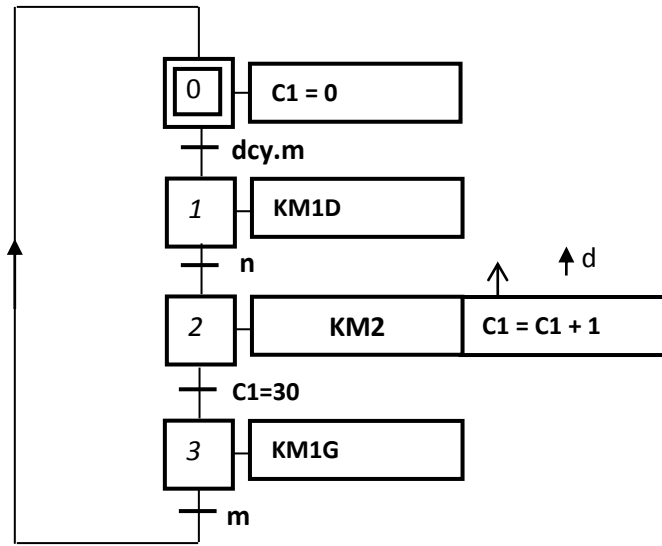 0
C1 = 0
dcy.m
1
KM1D
n
d
2
KM2
C1 = C1 + 1
C1=30
3
KM1G
m